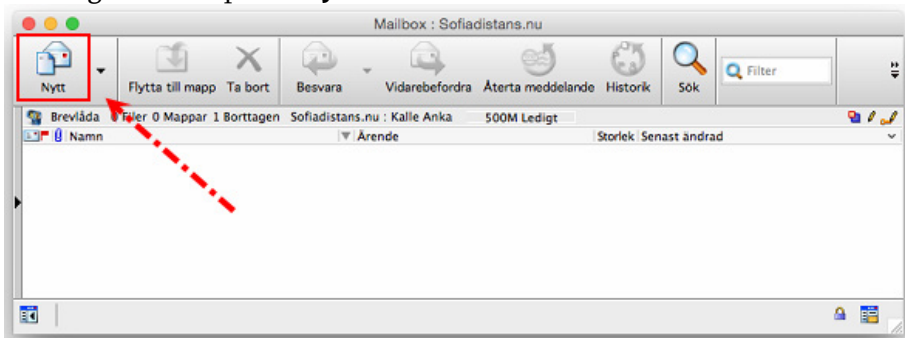 Mailbox : Sofiadistans.nu
Nytt Flytta till mapp Ta bort Besvara Vidarebefordra Återta meddelande Historik Sök Filter
Brevlåda 0 Filer 0 Mappar 1 Borttagen Sofiadistans.nu : Kalle Anka 500M Ledigt
Namn Ärende Storlek Senast ändrad